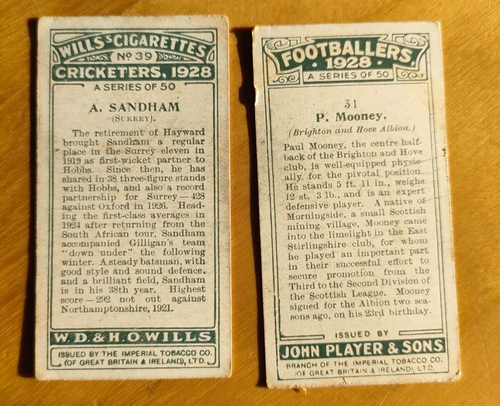 WILLS'S CIGARETTES
No 39
CRICKETERS, 1928
A SERIES OF 50
A. SANDHAM
(SURREY).
The retirement of Hayward
brought Sandham a regular
place in the Surrey eleven in
1919 as first-wicket partner to
Hobbs. Since then, he has
shared in 38 three-figure stands
with Hobbs, and also a record
partnership for Surrey—428
against Oxford in 1926. Head-
ing the first-class averages in
1924 after returning from the
South African tour, Sandham
accompanied Gilligan's team
"down under" the following
winter. A steady batsman, with
good style and sound defence,
and a brilliant field, Sandham
is in his 38th year. Highest
score—292 not out against
Northamptonshire, 1921.
W.D.&H.O.WILLS
ISSUED BY THE IMPERIAL TOBACCO CO.
(OF GREAT BRITAIN & IRELAND), LTD.
FOOTBALLERS
1928
A SERIES OF 50
31
P. Mooney.
(Brighton and Hove Albion.)
Paul Mooney, the centre half-
back of the Brighton and Hove
club, is well-equipped physic-
ally for the pivotal position.
He stands 5 ft. 11 in., weighs
12 st. 3 lb., and is an expert
defensive player. A native of
Morningside, a small Scottish
mining village, Mooney came
into the limelight in the East
Stirlingshire club, for whom
he played an important part
in their successful effort to
secure promotion from the
Third to the Second Division of
the Scottish League. Mooney
signed for the Albion two sea-
sons ago, on his 23rd birthday.
ISSUED BY
JOHN PLAYER & SONS
BRANCH OF THE IMPERIAL TOBACCO CO.
(OF GREAT BRITAIN & IRELAND), LTD.